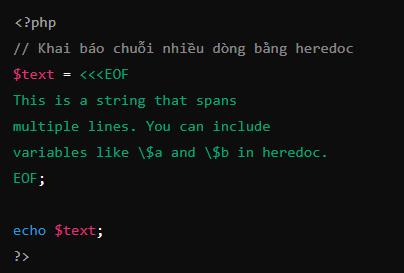 <?php
// Khai báo chuỗi nhiều dòng bằng heredoc
$text = <<<EOF
This is a string that spans
multiple lines. You can include
variables like \$a and \$b in heredoc.
EOF;
echo $text;
?>